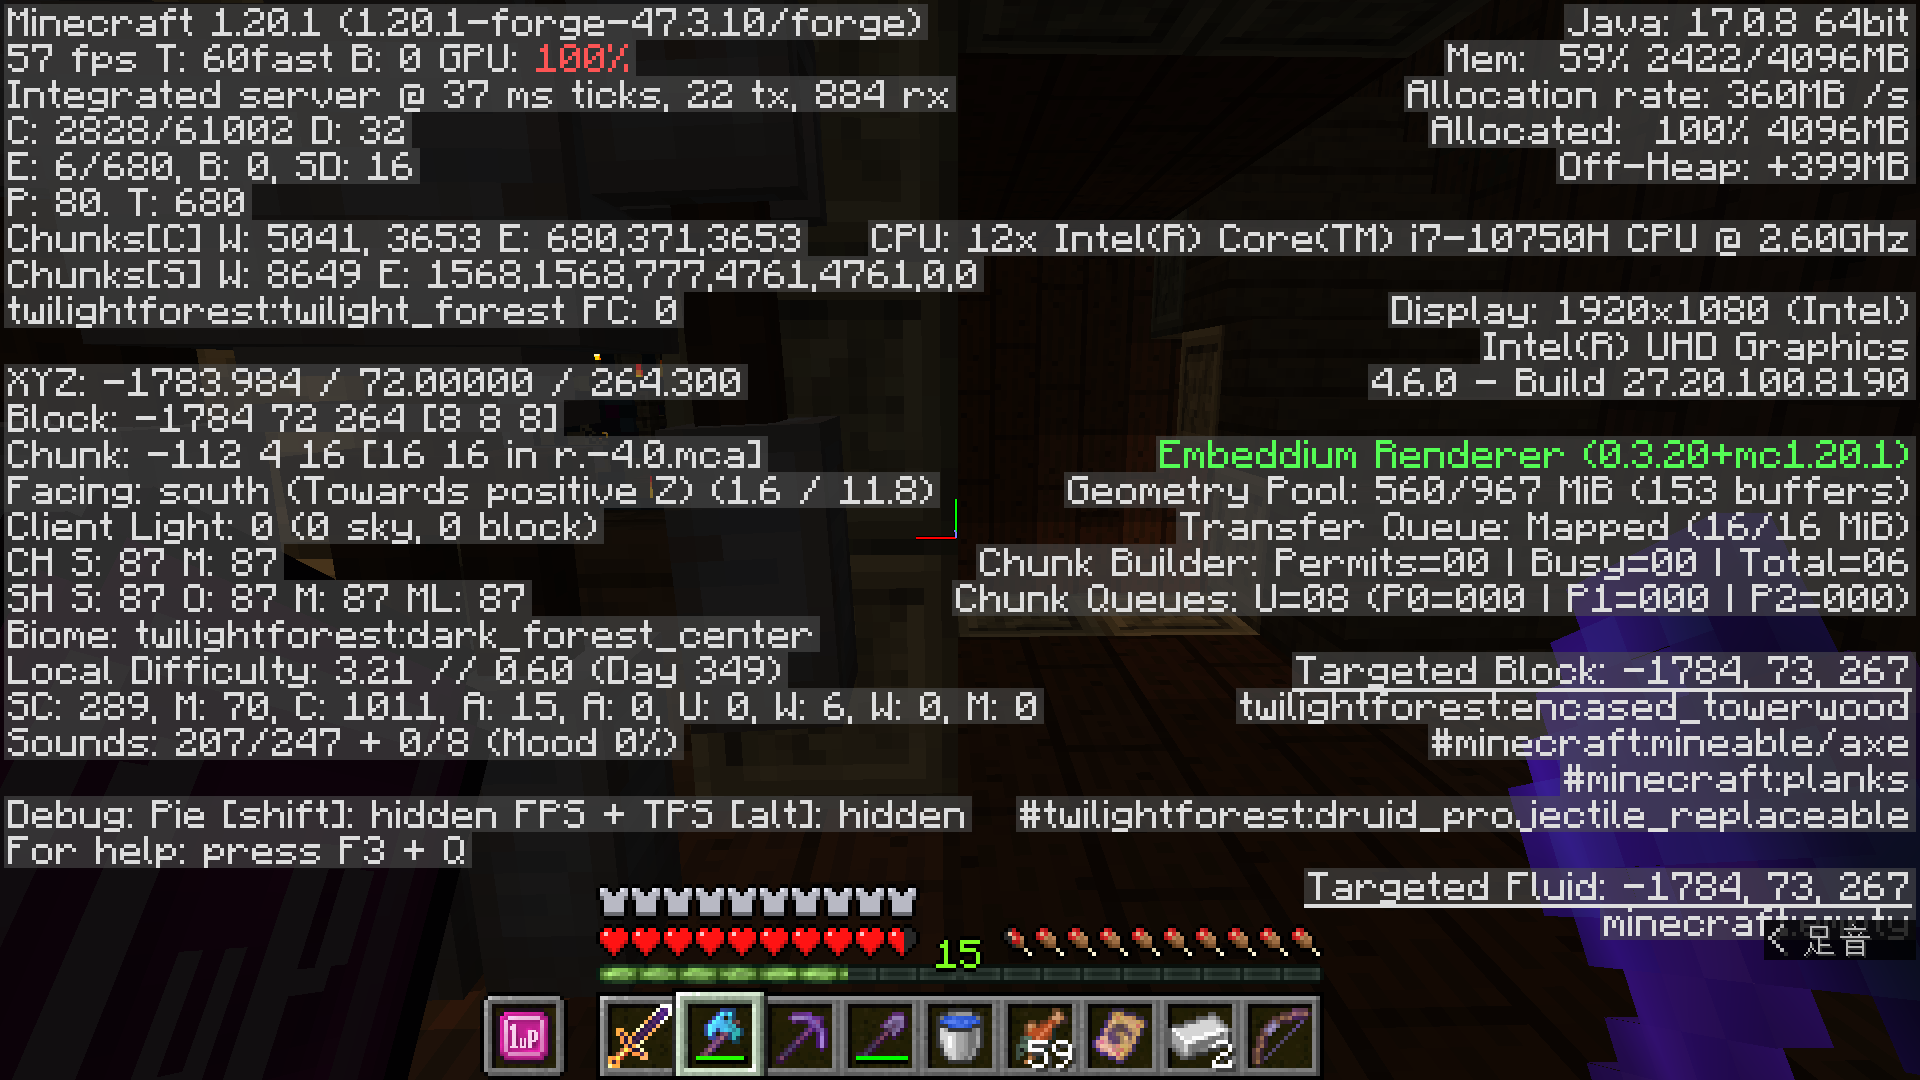 Minecraft 1.20.1 (1.20.1-forge-47.3.10/forge)
57 fps T: 60fast B: 0 GPU: 100%
Integrated server @ 37 ms ticks, 22 tx, 884 rx
C: 2828/61002 D: 32
E: 6/680, B: 0, SD: 16
P: 80. T: 680
Chunks[C] W: 5041, 3653 E: 680,371,3653
Chunks[S] W: 8649 E: 1568,1568,777,4761,4761,0,0
twilightforest:twilight_forest FC: 0
XYZ: -1783.984 / 72.00000 / 264.300
Block: -1784 72 264 [8 8 8]
Chunk: -112 4 16 [16 16 in r.-4.0.mca]
Facing: south (Towards positive Z) (1.6 / 11.8)
Client Light: 0 (0 sky, 0 block)
CH S: 87 M: 87
SH S: 87 O: 87 M: 87 ML: 87
Biome: twilightforest:dark_forest_center
Local Difficulty: 3.21 // 0.60 (Day 349)
SC: 289, M: 70, C: 1011, A: 15, A: 0, U: 0, W: 6, W: 0, M: 0
Sounds: 207/247 + 0/8 (Mood 0%)
Debug: Pie [shift]: hidden FPS + TPS [alt]: hidden
For help: press F3 + Q
Java: 17.0.8 64bit
Mem: 59% 2422/4096MB
Allocation rate: 360MB /s
Allocated: 100% 4096MB
Off-Heap: +399MB
CPU: 12x Intel(R) Core(TM) i7-10750H CPU @ 2.60GHz
Display: 1920x1080 (Intel)
Intel(R) UHD Graphics
4.6.0 - Build 27.20.100.8190
Embeddium Renderer (0.3.20+mc1.20.1)
Geometry Pool: 560/967 MiB (153 buffers)
Transfer Queue: Mapped (16/16 MiB)
Chunk Builder: Permits=00 | Busy=00 | Total=06
Chunk Queues: U=08 (P0=000 | P1=000 | P2=000)
Targeted Block: -1784, 73, 267
twilightforest:encased_towerwood
#minecraft:mineable/axe
#minecraft:planks
#twilightforest:druid_projectile_replaceable
Targeted Fluid: -1784, 73, 267
minecraft:empty
< 足音
15
1UP
59
2